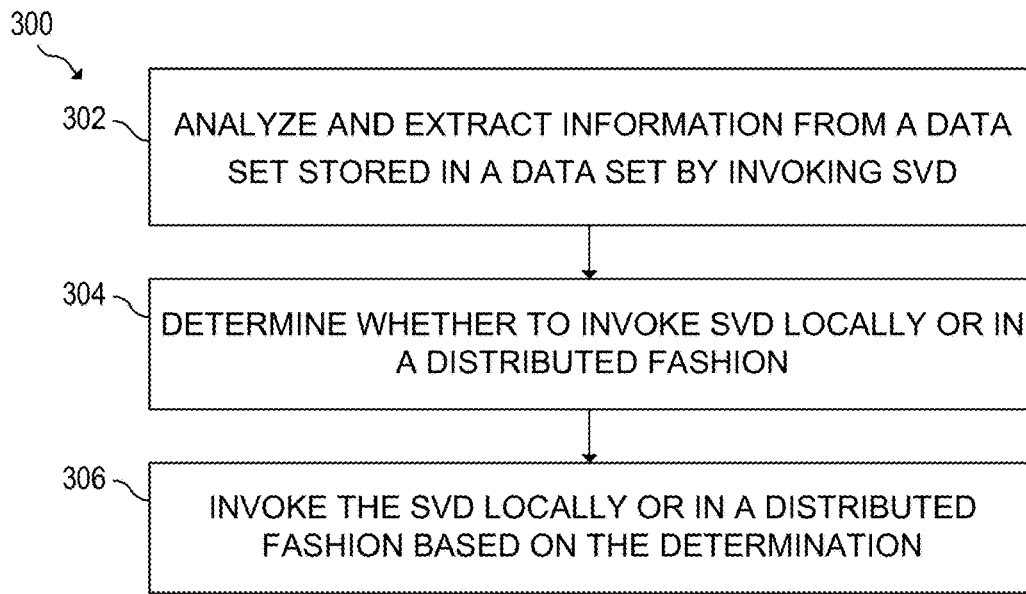 300
302
ANALYZE AND EXTRACT INFORMATION FROM A DATA
SET STORED IN A DATA SET BY INVOKING SVD
304
DETERMINE WHETHER TO INVOKE SVD LOCALLY OR IN
A DISTRIBUTED FASHION
306
INVOKE THE SVD LOCALLY OR IN A DISTRIBUTED
FASHION BASED ON THE DETERMINATION